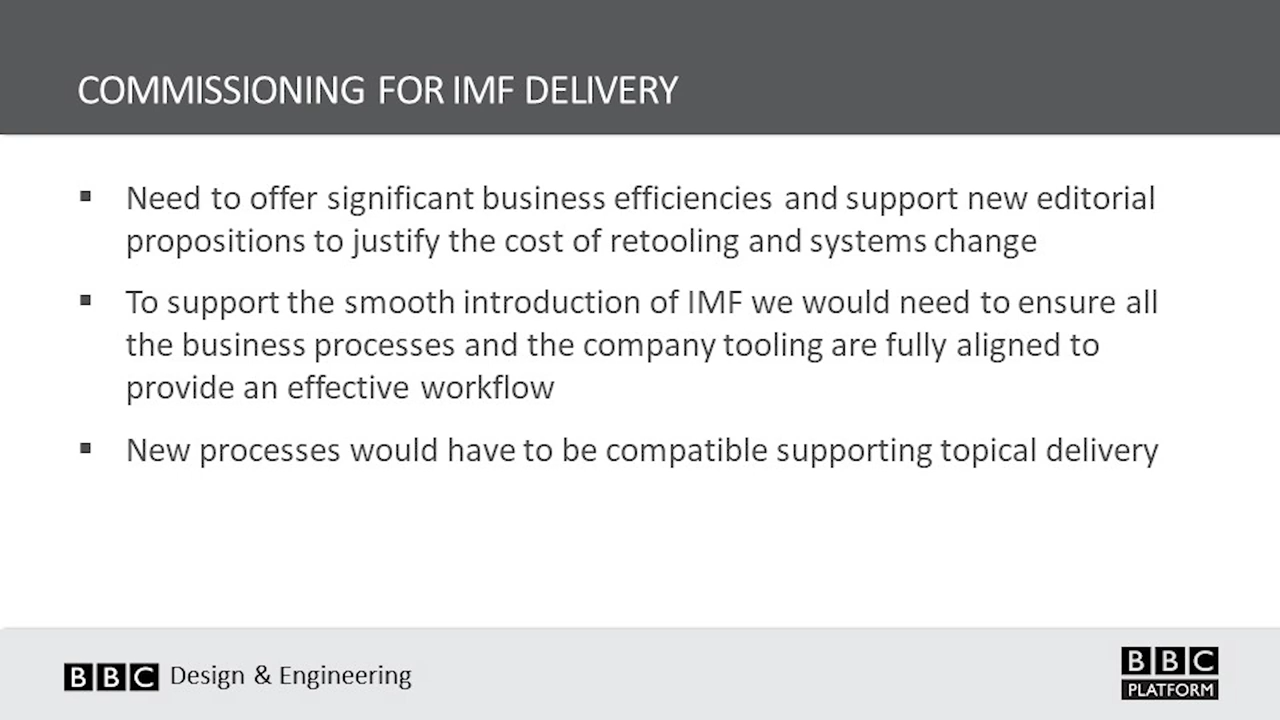 COMMISSIONING FOR IMF DELIVERY
▪ Need to offer significant business efficiencies and support new editorial
propositions to justify the cost of retooling and systems change
▪ To support the smooth introduction of IMF we would need to ensure all
the business processes and the company tooling are fully aligned to
provide an effective workflow
▪ New processes would have to be compatible supporting topical delivery
BBC Design & Engineering
BBC
PLATFORM